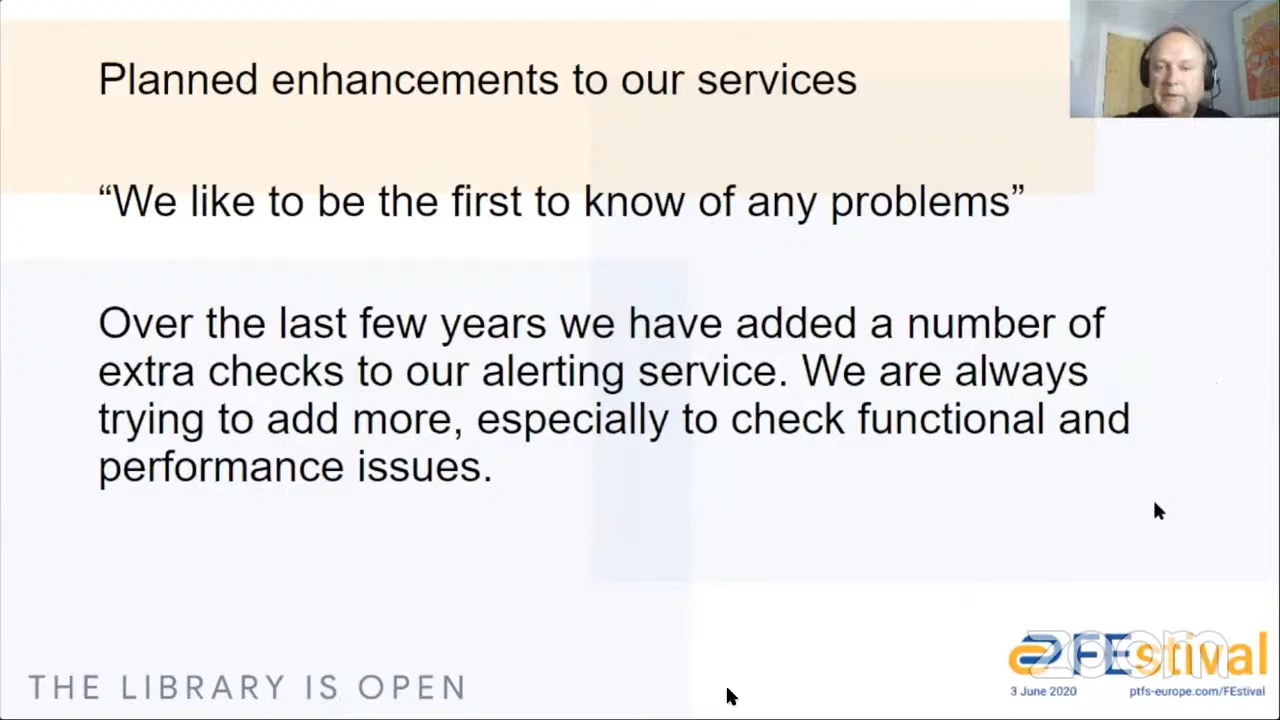 Planned enhancements to our services
“We like to be the first to know of any problems”
Over the last few years we have added a number of
extra checks to our alerting service. We are always
trying to add more, especially to check functional and
performance issues.
THE LIBRARY IS OPEN
FEstival
zoom
3 June 2020 ptfs-europe.com/FEstival